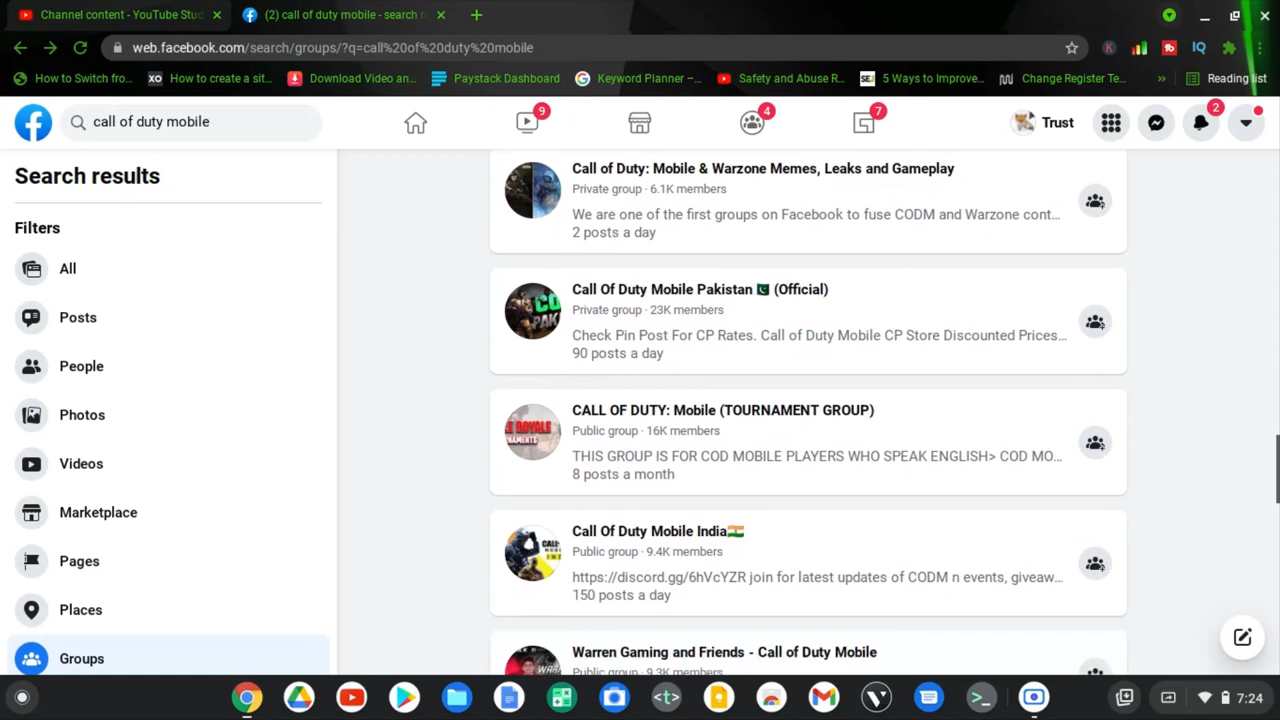 Channel content - YouTube Stud
(2) call of duty mobile - search r
web.facebook.com/search/groups/?q=call%20of%20duty%20mobile
How to Switch fro...
XO How to create a sit...
Download Video an...
Paystack Dashboard
Keyword Planner –...
Safety and Abuse R...
SEJ 5 Ways to Improve...
Change Register Te...
»
Reading list
call of duty mobile
9
4
7
Trust
2
Search results
Filters
All
Posts
People
Photos
Videos
Marketplace
Pages
Places
Groups
Call of Duty: Mobile & Warzone Memes, Leaks and Gameplay
Private group · 6.1K members
We are one of the first groups on Facebook to fuse CODM and Warzone cont...
2 posts a day
Call Of Duty Mobile Pakistan 🇵🇰 (Official)
Private group · 23K members
Check Pin Post For CP Rates. Call of Duty Mobile CP Store Discounted Prices...
90 posts a day
CALL OF DUTY: Mobile (TOURNAMENT GROUP)
Public group · 16K members
THIS GROUP IS FOR COD MOBILE PLAYERS WHO SPEAK ENGLISH> COD MO...
8 posts a month
Call Of Duty Mobile India🇮🇳
Public group · 9.4K members
https://discord.gg/6hVcYZR join for latest updates of CODM n events, giveaw...
150 posts a day
Warren Gaming and Friends - Call of Duty Mobile
Public group · 9.3K members
7:24